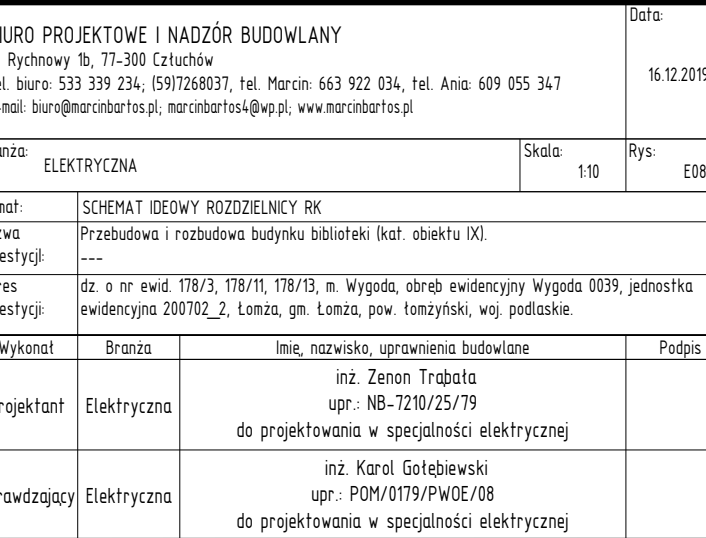 IURO PROJEKTOWE I NADZÓR BUDOWLANY
Rychnowy 1b, 77-300 Człuchów
el. biuro: 533 339 234; (59)7268037, tel. Marcin: 663 922 034, tel. Ania: 609 055 347
mail: biuro@marcinbartos.pl; marcinbartos4@wp.pl; www.marcinbartos.pl
Data:
16.12.2019
anża:
ELEKTRYCZNA
Skala:
1:10
Rys:
E08
mat:
SCHEMAT IDEOWY ROZDZIELNICY RK
zwa
estycjI:
Przebudowa i rozbudowa budynku biblioteki (kat. obiektu IX).
---
res
estycji:
dz. o nr ewid. 178/3, 178/11, 178/13, m. Wygoda, obręb ewidencyjny Wygoda 0039, jednostka
ewidencyjna 200702_2, Łomża, gm. Łomża, pow. łomżyński, woj. podlaskie.
Wykonał
Branża
Imię, nazwisko, uprawnienia budowlane
Podpis
rojektant
Elektryczna
inż. Zenon Trąbała
upr.: NB-7210/25/79
do projektowania w specjalności elektrycznej
rawdzający
Elektryczna
inż. Karol Gołębiewski
upr.: POM/0179/PWOE/08
do projektowania w specjalności elektrycznej